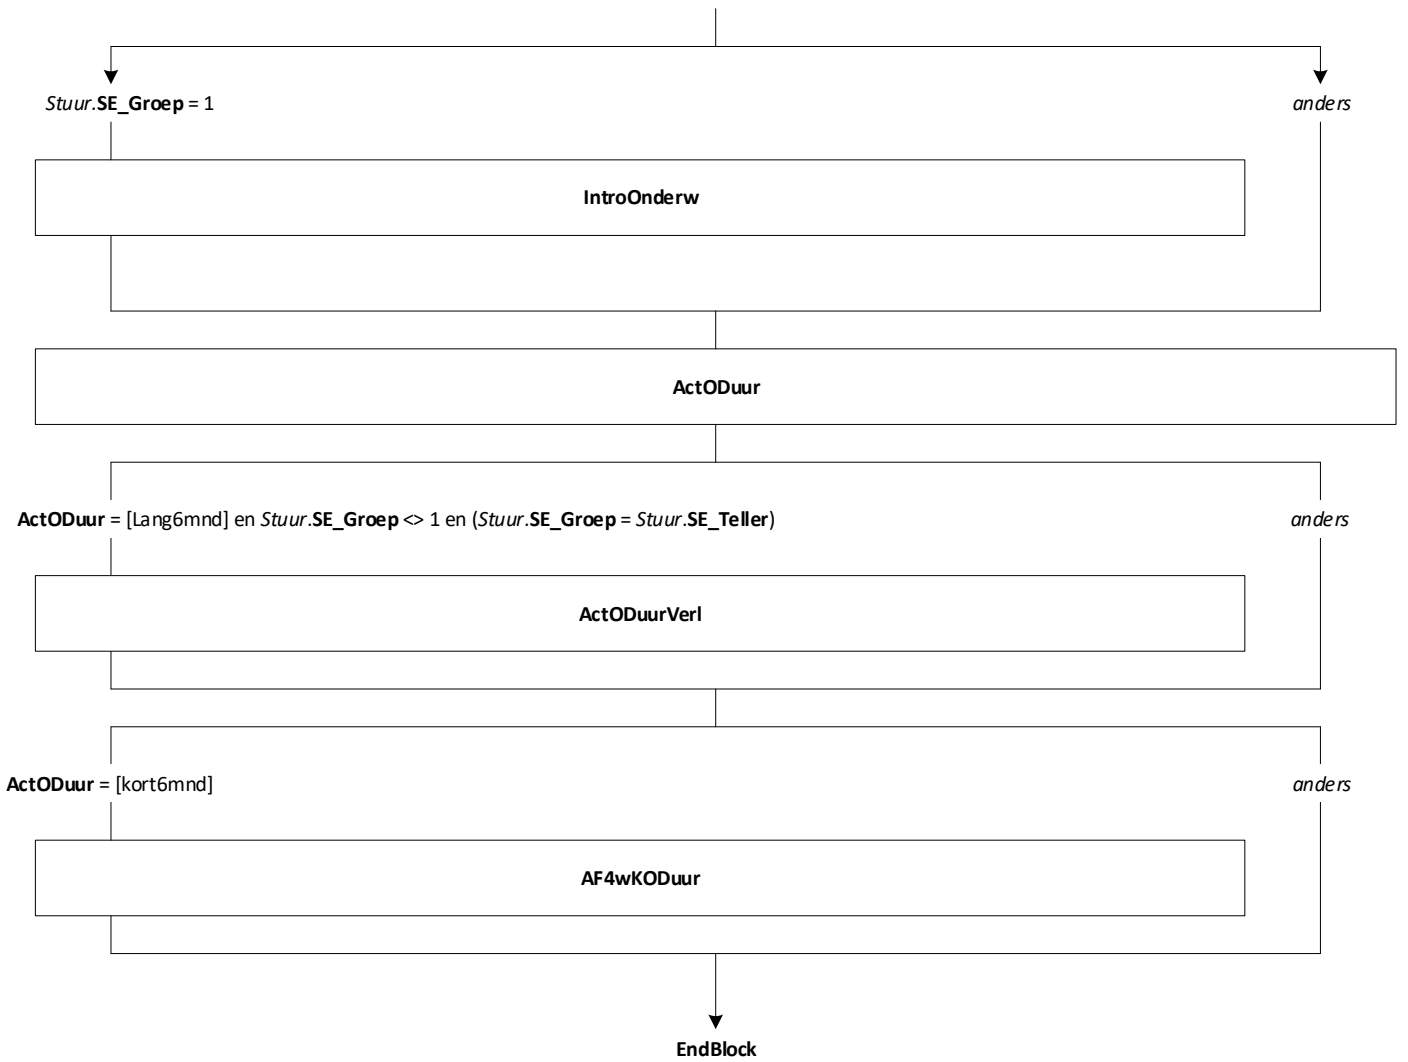 Stuur.SE_Groep = 1
anders
IntroOnderw
ActODuur
ActODuur = [Lang6mnd] en Stuur.SE_Groep <> 1 en (Stuur.SE_Groep = Stuur.SE_Teller)
anders
ActODuurVerl
ActODuur = [kort6mnd]
anders
AF4wKODuur
EndBlock